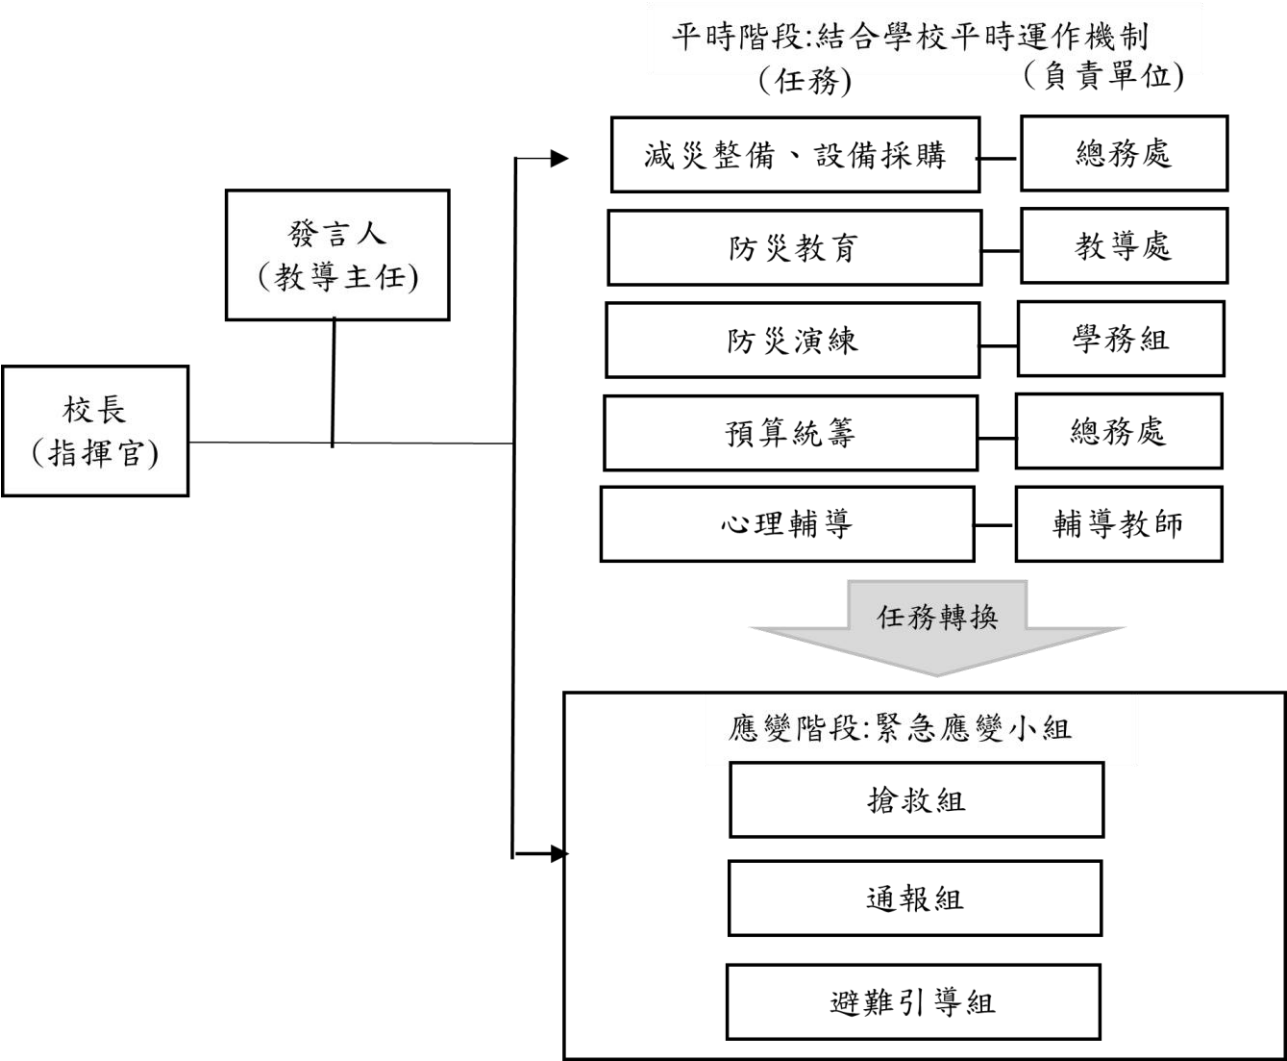 平時階段:結合學校平時運作機制
(任務)
(負責單位)
減災整備、設備採購
總務處
防災教育
教導處
防災演練
學務組
預算統籌
總務處
心理輔導
輔導教師
發言人
(教導主任)
校長
(指揮官)
任務轉換
應變階段:緊急應變小組
搶救組
通報組
避難引導組